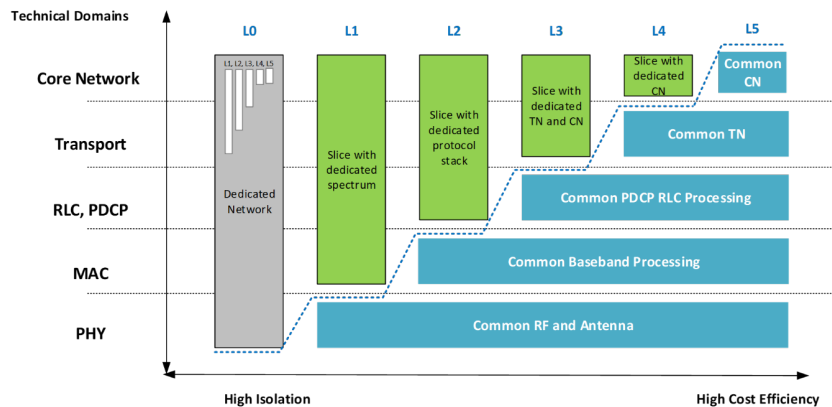 Technical Domains
L0
L1
L2
L3
L4
L5
Core Network
Transport
RLC, PDCP
MAC
PHY
L1, L2, L3, L4, L5
Dedicated
Network
Slice with
dedicated
spectrum
Slice with
dedicated
protocol
stack
Slice with
dedicated
TN and CN
Slice with
dedicated
CN
Common
CN
Common TN
Common PDCP RLC Processing
Common Baseband Processing
Common RF and Antenna
High Isolation
High Cost Efficiency